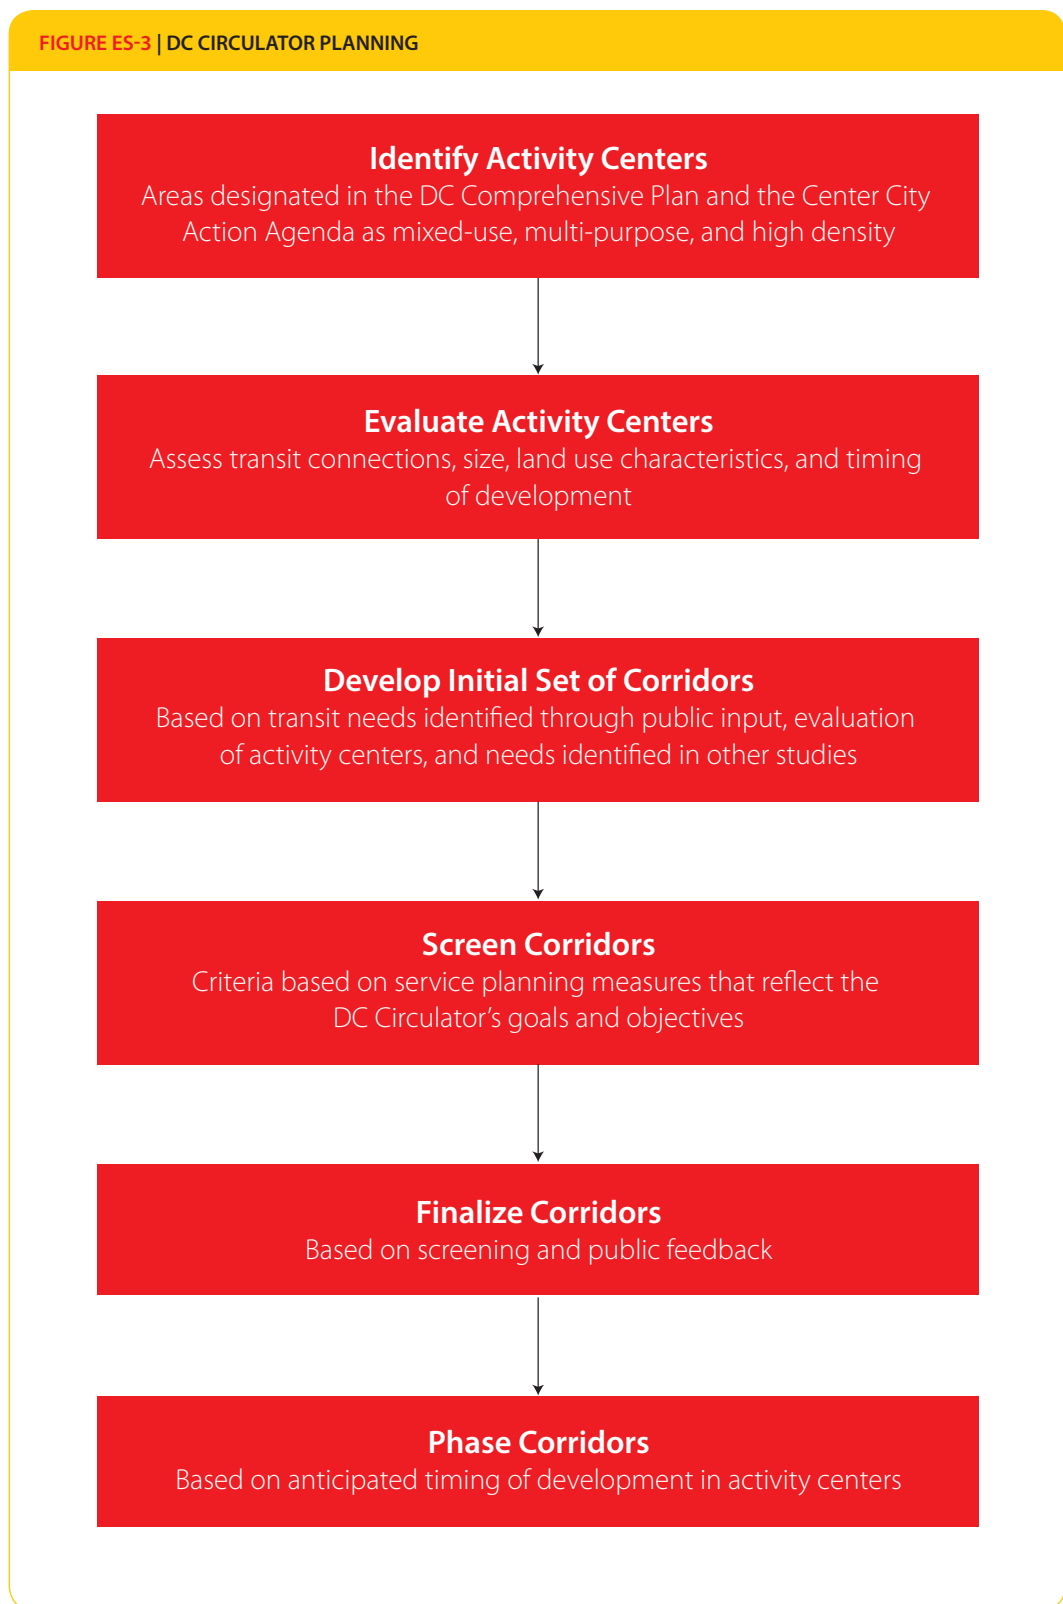 FIGURE ES-3 | DC CIRCULATOR PLANNING
Identify Activity Centers
Areas designated in the DC Comprehensive Plan and the Center City
Action Agenda as mixed-use, multi-purpose, and high density
Evaluate Activity Centers
Assess transit connections, size, land use characteristics, and timing
of development
Develop Initial Set of Corridors
Based on transit needs identified through public input, evaluation
of activity centers, and needs identified in other studies
Screen Corridors
Criteria based on service planning measures that reflect the
DC Circulator’s goals and objectives
Finalize Corridors
Based on screening and public feedback
Phase Corridors
Based on anticipated timing of development in activity centers